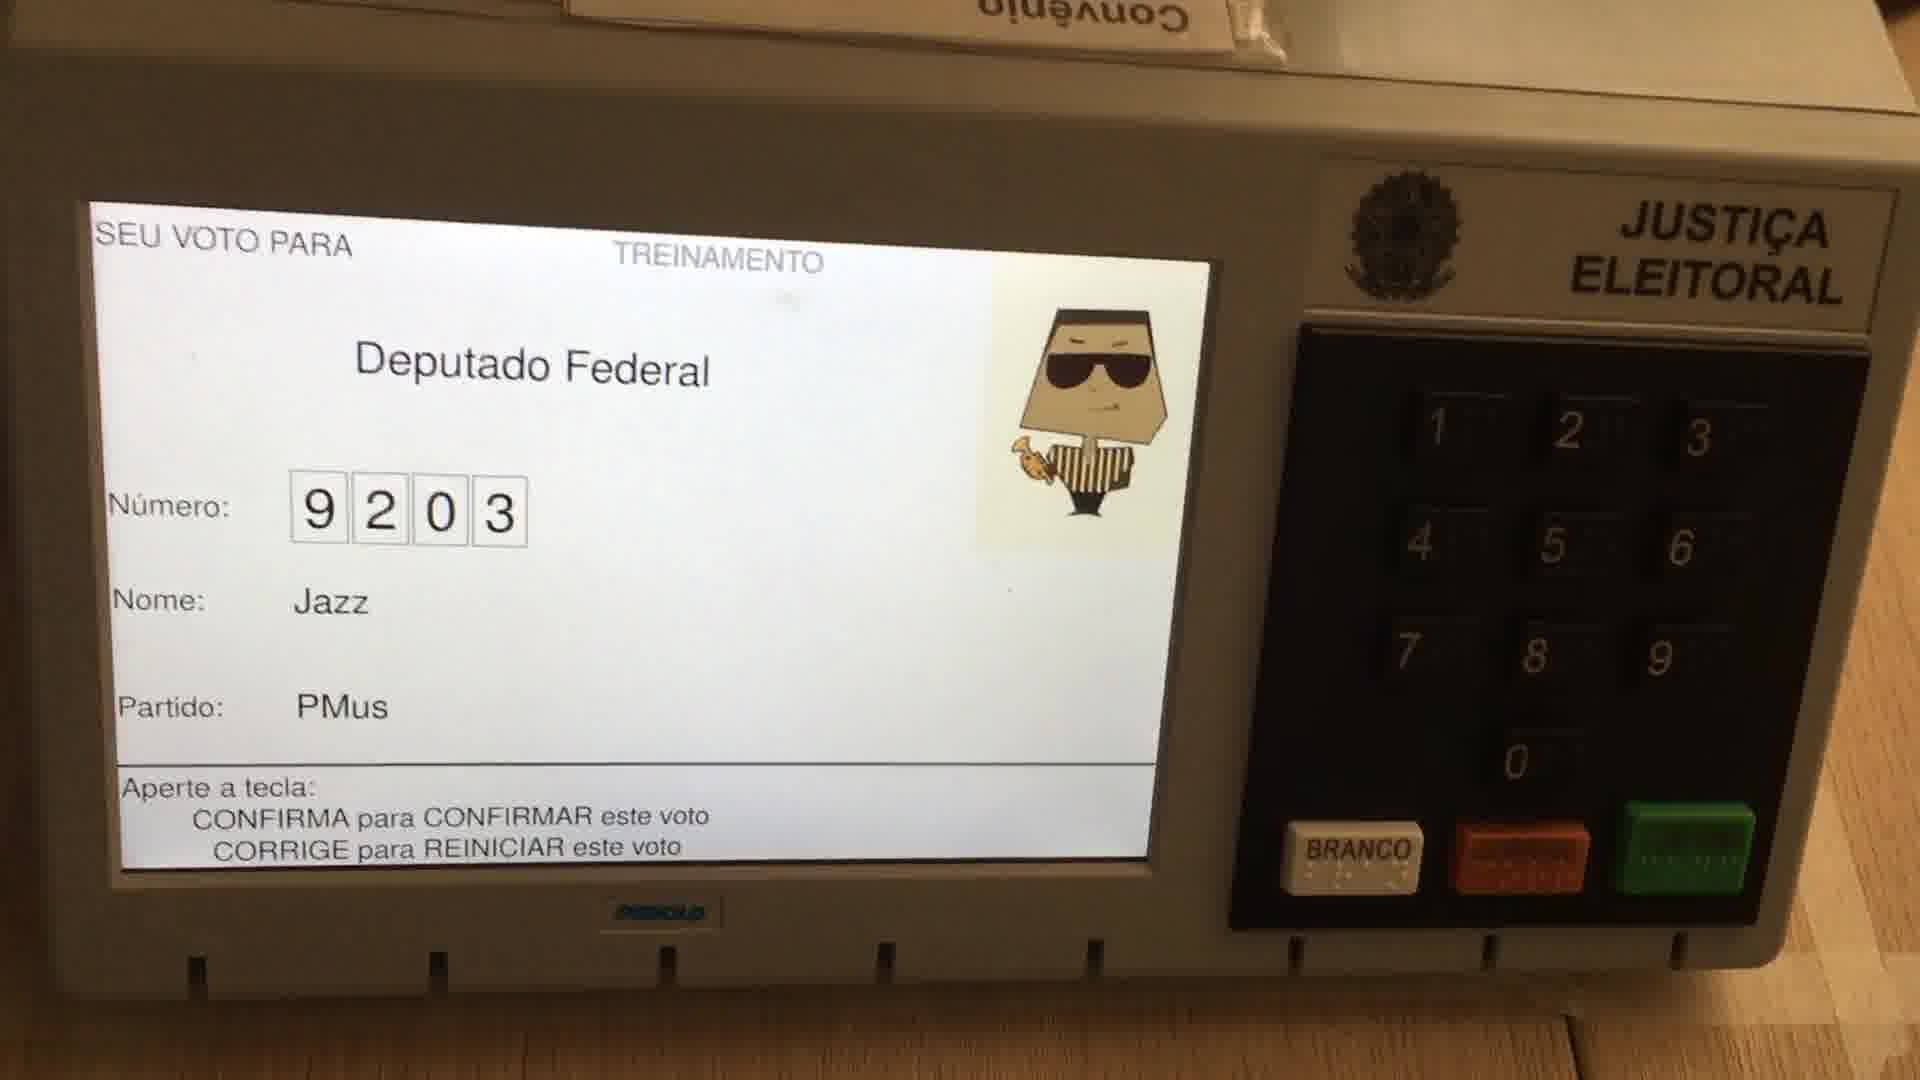 Convênio
SEU VOTO PARA
TREINAMENTO
Deputado Federal
Número: 9 2 0 3
Nome: Jazz
Partido: PMus
Aperte a tecla:
CONFIRMA para CONFIRMAR este voto
CORRIGE para REINICIAR este voto
JUSTIÇA
ELEITORAL
1 2 3
4 5 6
7 8 9
0
BRANCO